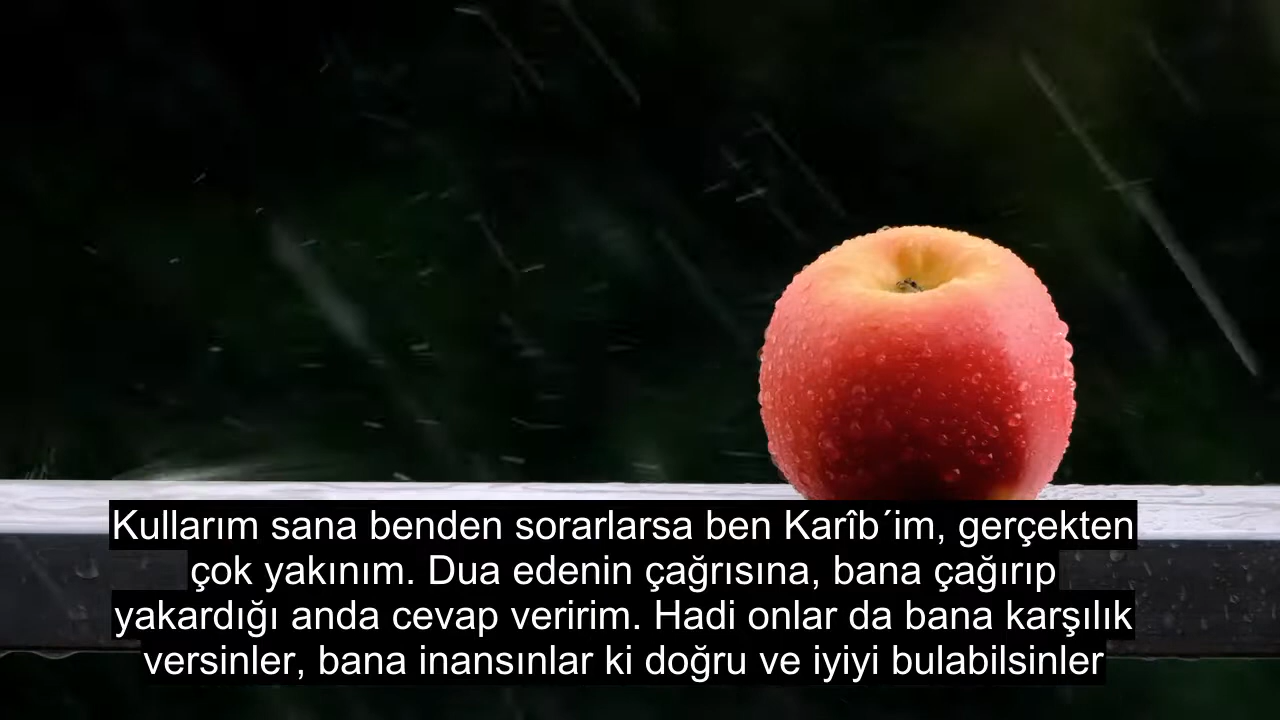 Kullarım sana benden sorarlarsa ben Karîb´im, gerçekten
çok yakınım. Dua edenin çağrısına, bana çağırıp
yakardığı anda cevap veririm. Hadi onlar da bana karşılık
versinler, bana inansınlar ki doğru ve iyiyi bulabilsinler